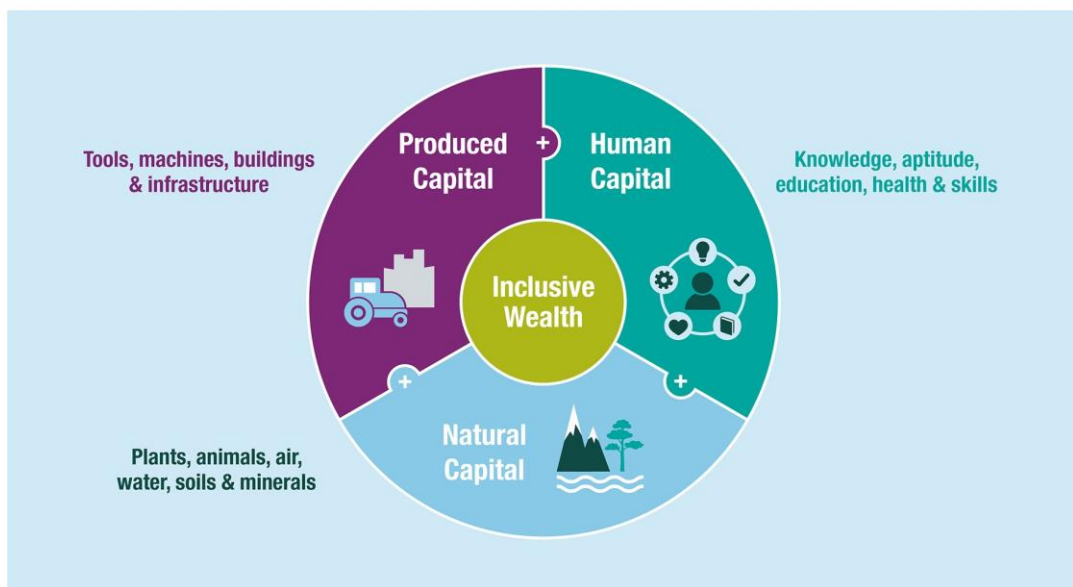 Produced
Capital
+
Human
Capital
Tools, machines, buildings
& infrastructure
Knowledge, aptitude,
education, health & skills
Inclusive
Wealth
+
+
Natural
Capital
Plants, animals, air,
water, soils & minerals